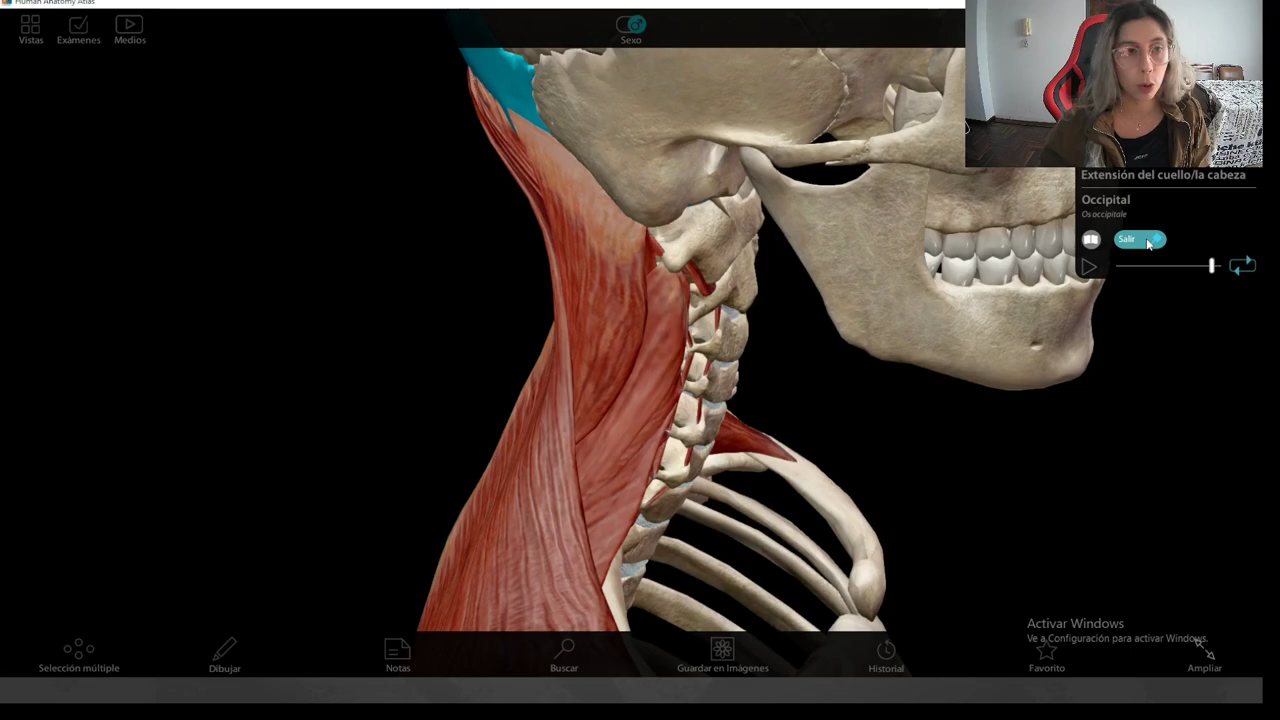 Human Anatomy Atlas
Vistas
Exámenes
Medios
Sexo
Extensión del cuello/la cabeza
Occipital
Os occipitale
Salir
Activar Windows
Ve a Configuración para activar Windows.
Selección múltiple
Dibujar
Notas
Buscar
Guardar en Imágenes
Historial
Favorito
Ampliar